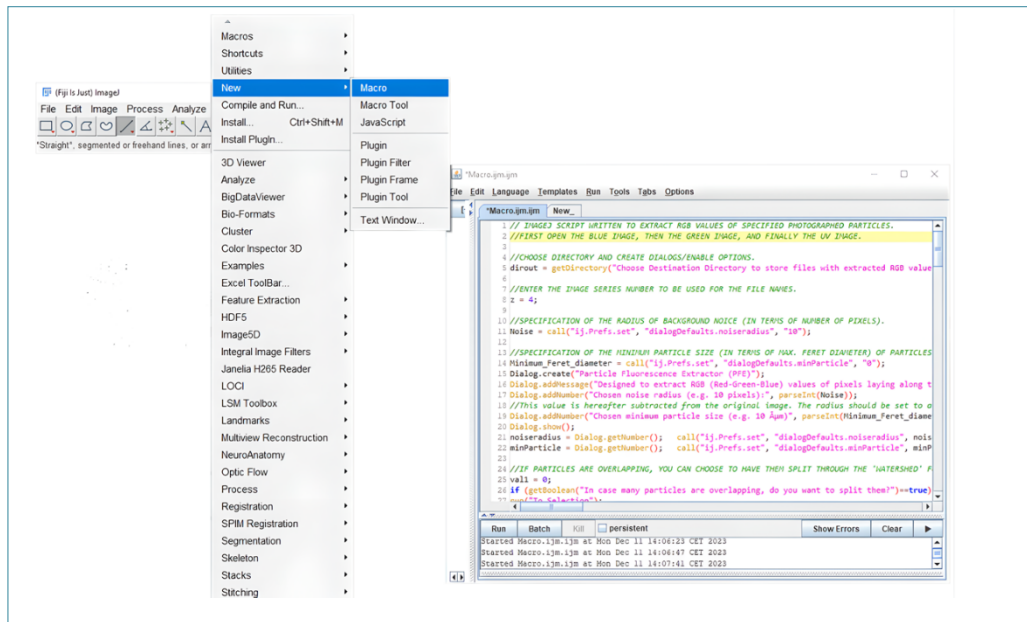 (Fiji Is Just) ImageJ
File Edit Image Process Analyze
A
"Straight", segmented or freehand lines, or arr
Macros
Shortcuts
Utilities
New
Compile and Run...
Install... Ctrl+Shift+M
Install PlugIn...
3D Viewer
Analyze
BigDataViewer
Bio-Formats
Cluster
Color Inspector 3D
Examples
Excel ToolBar...
Feature Extraction
HDF5
Image5D
Integral Image Filters
Janelia H265 Reader
LOCI
LSM Toolbox
Landmarks
Multiview Reconstruction
NeuroAnatomy
Optic Flow
Process
Registration
SPIM Registration
Segmentation
Skeleton
Stacks
Stitching
Macro
Macro Tool
JavaScript
Plugin
Plugin Filter
Plugin Frame
Plugin Tool
Text Window...
*Macro.ijm.ijm
File Edit Language Templates Run Tools Tabs Options
*Macro.ijm.ijm New_
1 // IMAGEJ SCRIPT WRITTEN TO EXTRACT RGB VALUES OF SPECIFIED PHOTOGRAPHED PARTICLES.
2 //FIRST OPEN THE BLUE IMAGE, THEN THE GREEN IMAGE, AND FINALLY THE UV IMAGE.
3
4 //CHOOSE DIRECTORY AND CREATE DIALOGS/ENABLE OPTIONS.
5 dirout = getDirectory("Choose Destination Directory to store files with extracted RGB value
6
7 //ENTER THE IMAGE SERIES NUMBER TO BE USED FOR THE FILE NAMES.
8 z = 4;
9
10 //SPECIFICATION OF THE RADIUS OF BACKGROUND NOICE (IN TERMS OF NUMBER OF PIXELS).
11 Noise = call("ij.Prefs.set", "dialogDefaults.noiseradius", "10");
12
13 //SPECIFICATION OF THE MINIMUM PARTICLE SIZE (IN TERMS OF MAX. FERET DIAMETER) OF PARTICLES
14 Minimum_Feret_diameter = call("ij.Prefs.set", "dialogDefaults.minParticle", "0");
15 Dialog.create("Particle Fluorescence Extractor (PFE)");
16 Dialog.addMessage("Designed to extract RGB (Red-Green-Blue) values of pixels laying along t
17 Dialog.addNumber("Chosen noise radius (e.g. 10 pixels):", parseInt(Noise));
18 //This value is hereafter subtracted from the original image. The radius should be set to a
19 Dialog.addNumber("Chosen minimum particle size (e.g. 10 Âµm)", parseInt(Minimum_Feret_diame
20 Dialog.show();
21 noiseradius = Dialog.getNumber(); call("ij.Prefs.set", "dialogDefaults.noiseradius", nois
22 minParticle = Dialog.getNumber(); call("ij.Prefs.set", "dialogDefaults.minParticle", minP
23
24 //IF PARTICLES ARE OVERLAPPING, YOU CAN CHOOSE TO HAVE THEM SPLIT THROUGH THE 'WATERSHED' F
25 val1 = 0;
26 if (getBoolean("In case many particles are overlapping, do you want to split them?")==true)
Run Batch Kill persistent Show Errors Clear
Started Macro.ijm.ijm at Mon Dec 11 14:06:23 CET 2023
Started Macro.ijm.ijm at Mon Dec 11 14:06:47 CET 2023
Started Macro.ijm.ijm at Mon Dec 11 14:07:41 CET 2023